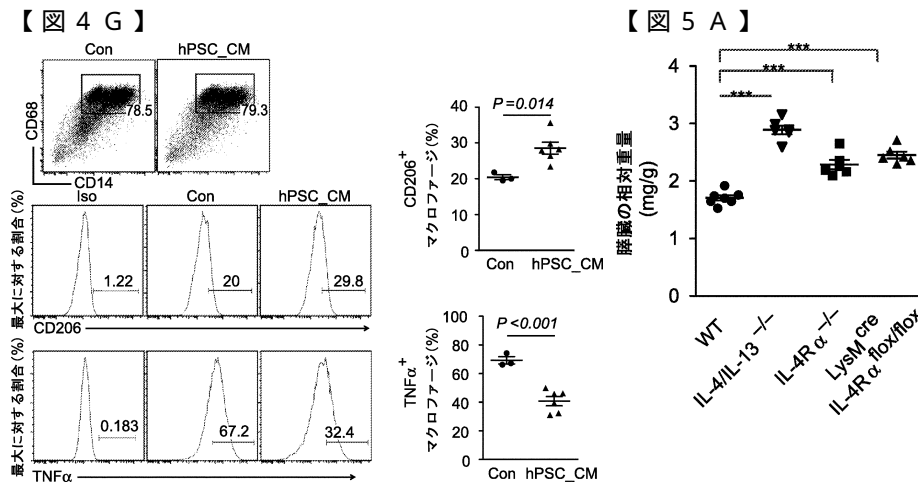 【図4G】
Con hPSC_CM
78.5 79.3
CD68
CD14
Iso Con hPSC_CM
最大に対する割合(%)
1.22 20 29.8
CD206
最大に対する割合(%)
0.183 67.2 32.4
TNFα
P=0.014
CD206+
マクロファージ(%)
40
30
20
10
0
Con hPSC_CM
P<0.001
TNFα+
マクロファージ(%)
100
80
60
40
20
0
Con hPSC_CM
【図5A】
***
***
***
膵臓の相対重量
(mg/g)
4
3
2
1
0
WT
IL-4/IL-13 −/−
IL-4Rα −/−
LysM cre
IL-4Rα flox/flox